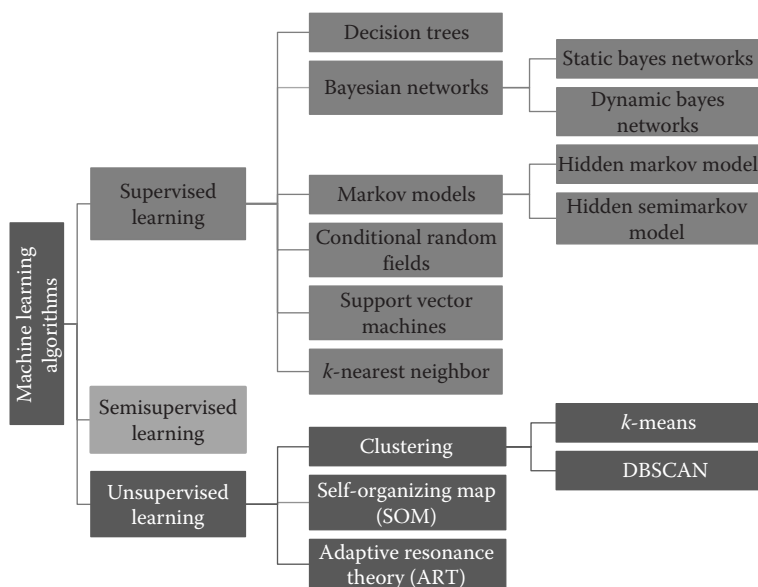 Machine learning
algorithms
Supervised
learning
Decision trees
Bayesian networks
Static bayes networks
Dynamic bayes
networks
Markov models
Hidden markov model
Hidden semimarkov
model
Conditional random
fields
Support vector
machines
k-nearest neighbor
Semisupervised
learning
Unsupervised
learning
Clustering
k-means
DBSCAN
Self-organizing map
(SOM)
Adaptive resonance
theory (ART)